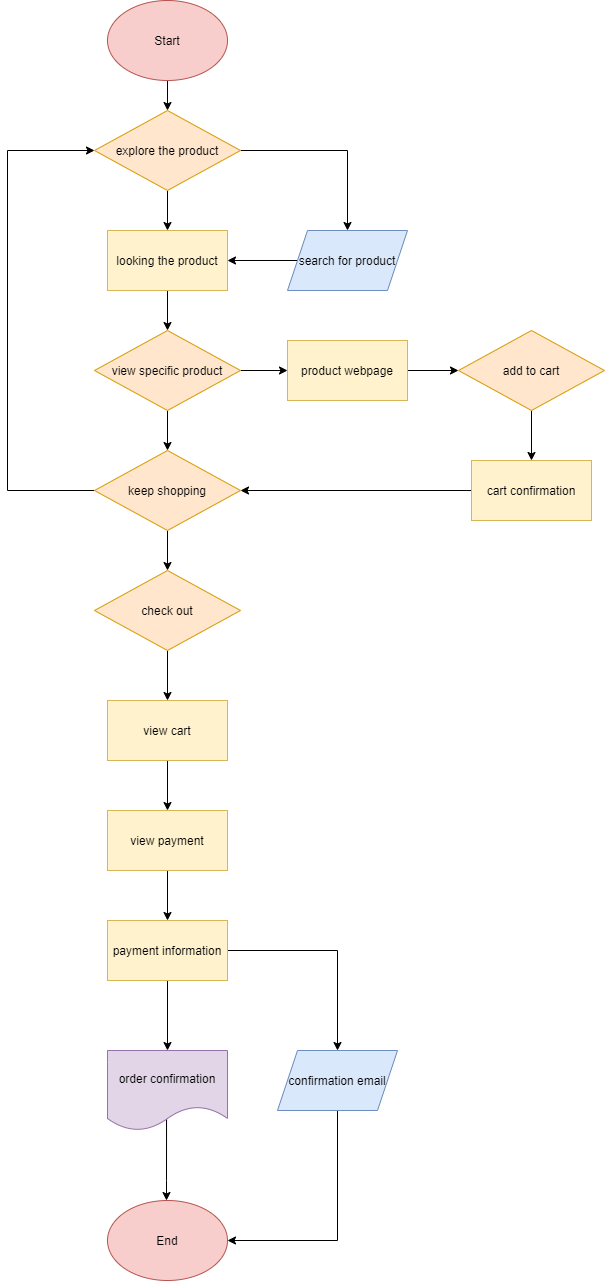 Start
explore the product
looking the product
search for product
view specific product
product webpage
add to cart
keep shopping
cart confirmation
check out
view cart
view payment
payment information
order confirmation
confirmation email
End